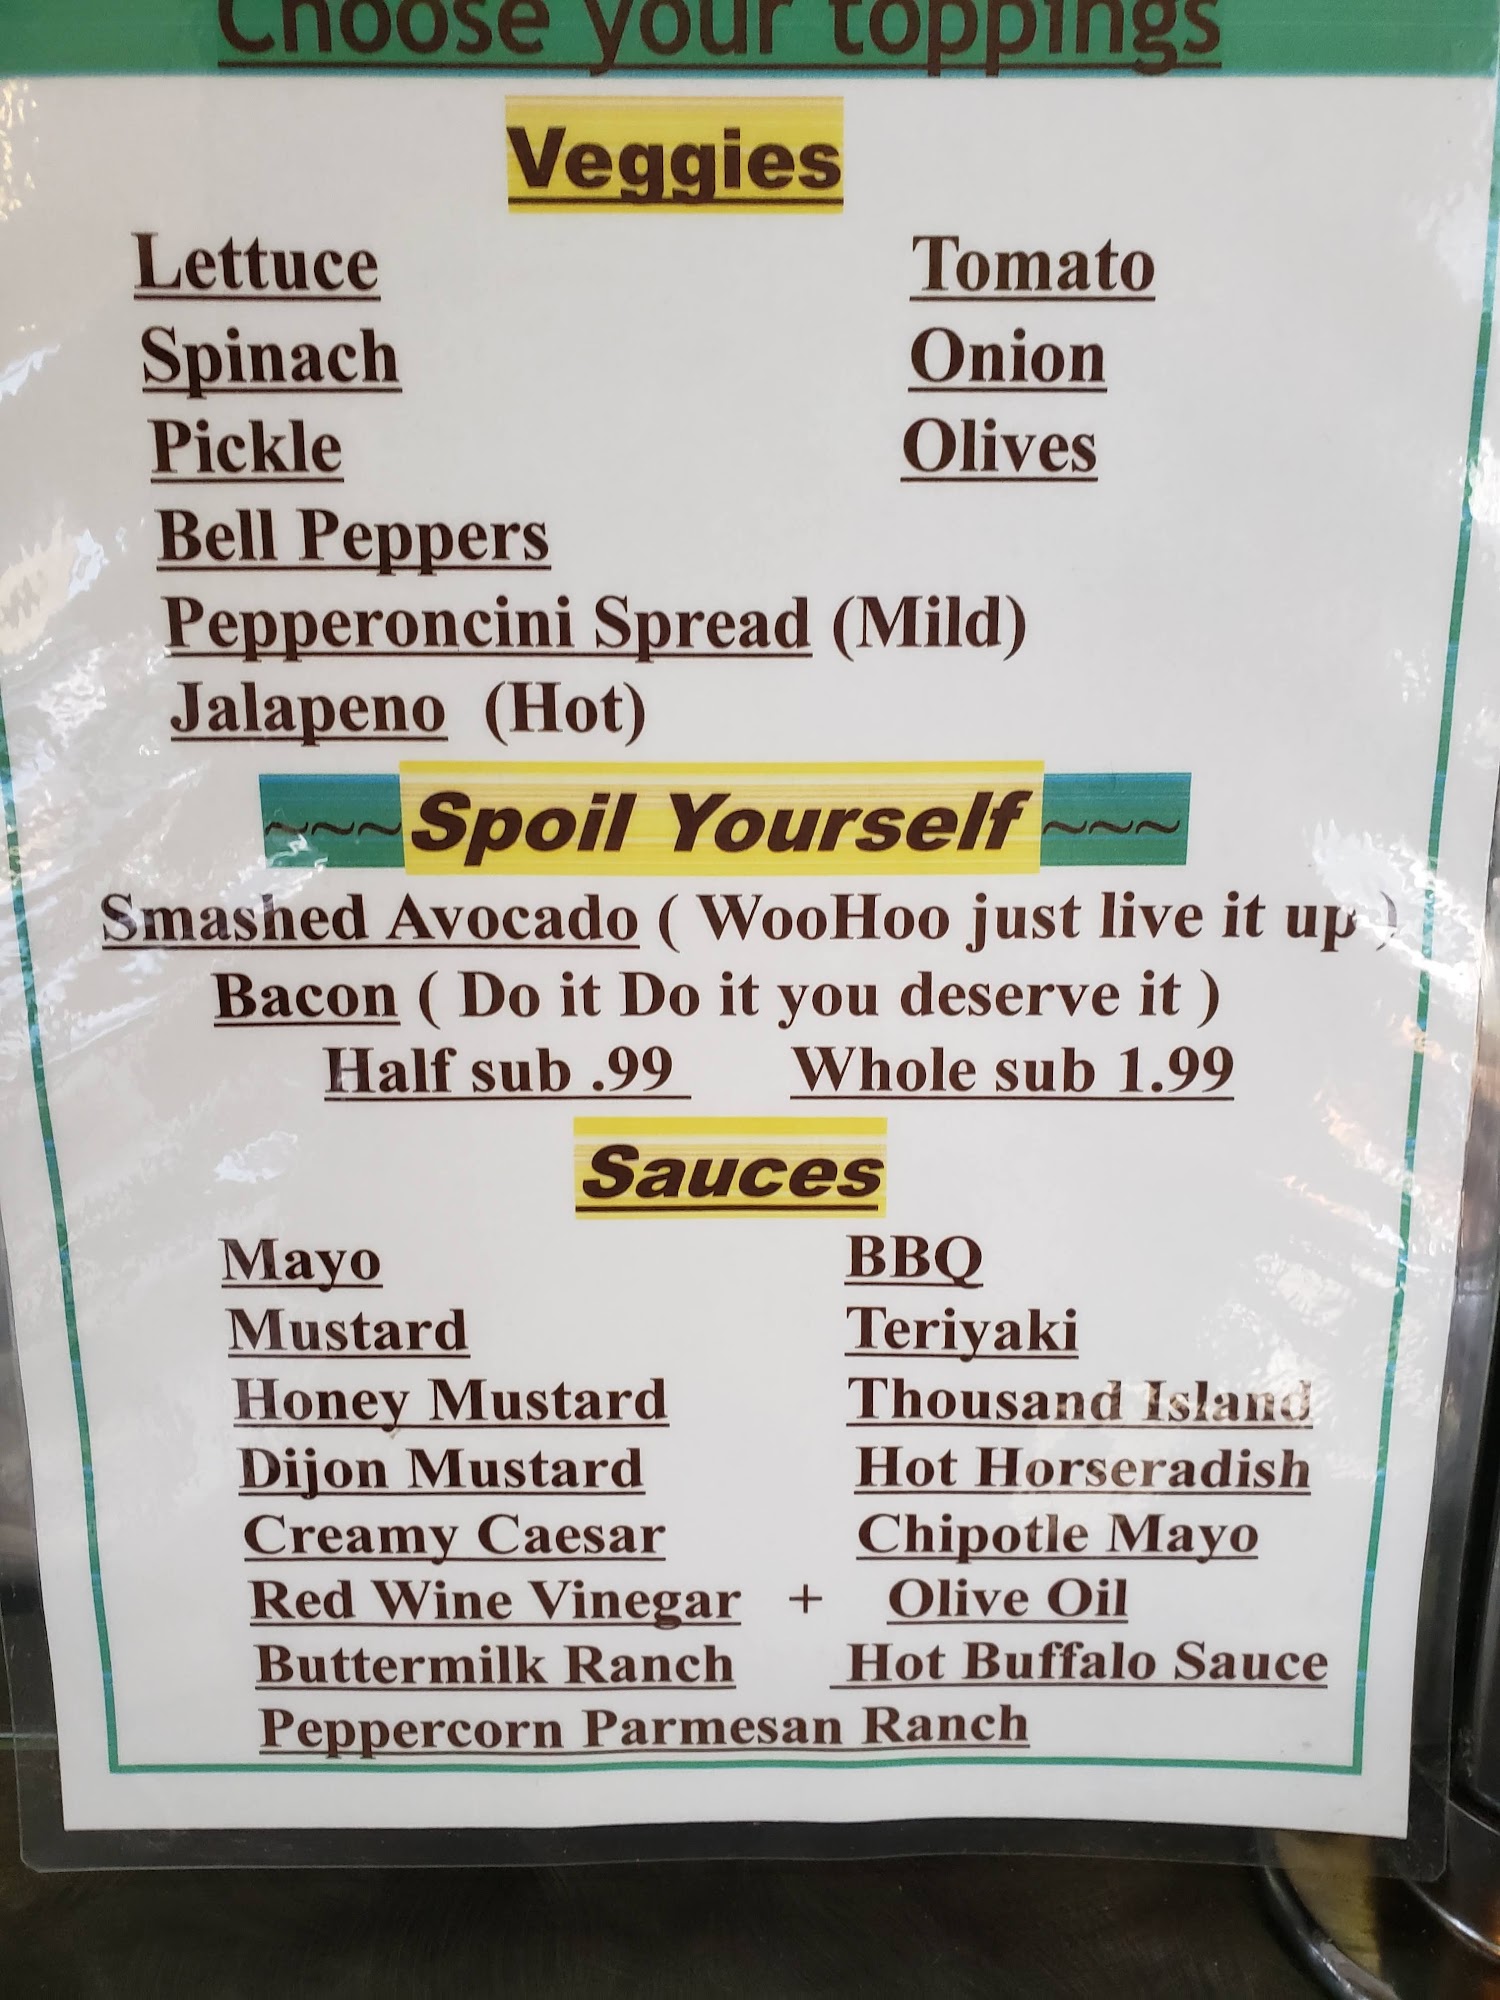 Choose your toppings
Veggies
Lettuce Tomato
Spinach Onion
Pickle Olives
Bell Peppers
Pepperoncini Spread (Mild)
Jalapeno (Hot)
~~~Spoil Yourself~~~
Smashed Avocado ( WooHoo just live it up )
Bacon ( Do it Do it you deserve it )
Half sub .99 Whole sub 1.99
Sauces
Mayo BBQ
Mustard Teriyaki
Honey Mustard Thousand Island
Dijon Mustard Hot Horseradish
Creamy Caesar Chipotle Mayo
Red Wine Vinegar + Olive Oil
Buttermilk Ranch Hot Buffalo Sauce
Peppercorn Parmesan Ranch